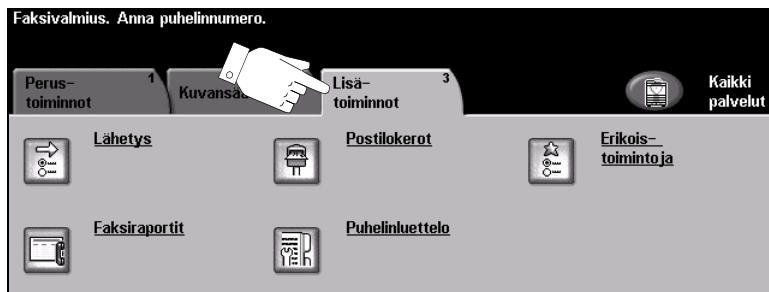 Faksivalmius. Anna puhelinnumero.
Perus-
toiminnot
1
Lisä-
toiminnot
3
Kaikki
palvelut
Lähetys
Postilokerot
Erikois-
toimintoja
Faksiraportit
Puhelinluettelo